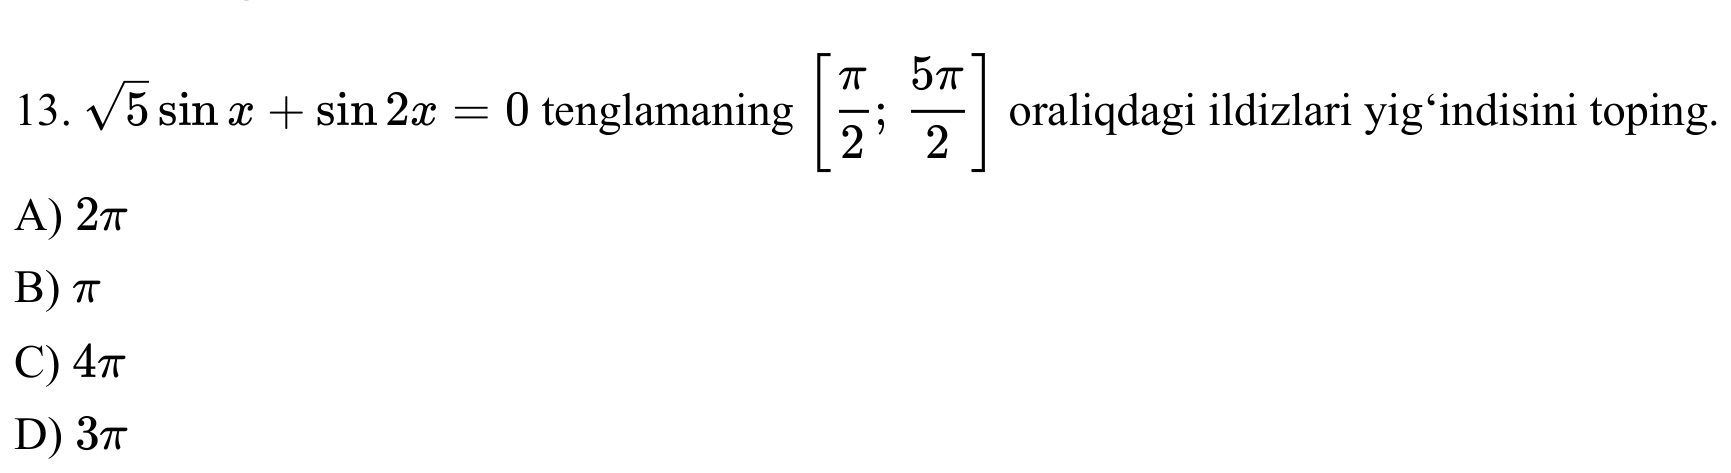 13. √5 sin x + sin 2x = 0 tenglamaning [π/2; 5π/2] oraliqdagi ildizlari yig‘indisini toping.
A) 2π
B) π
C) 4π
D) 3π